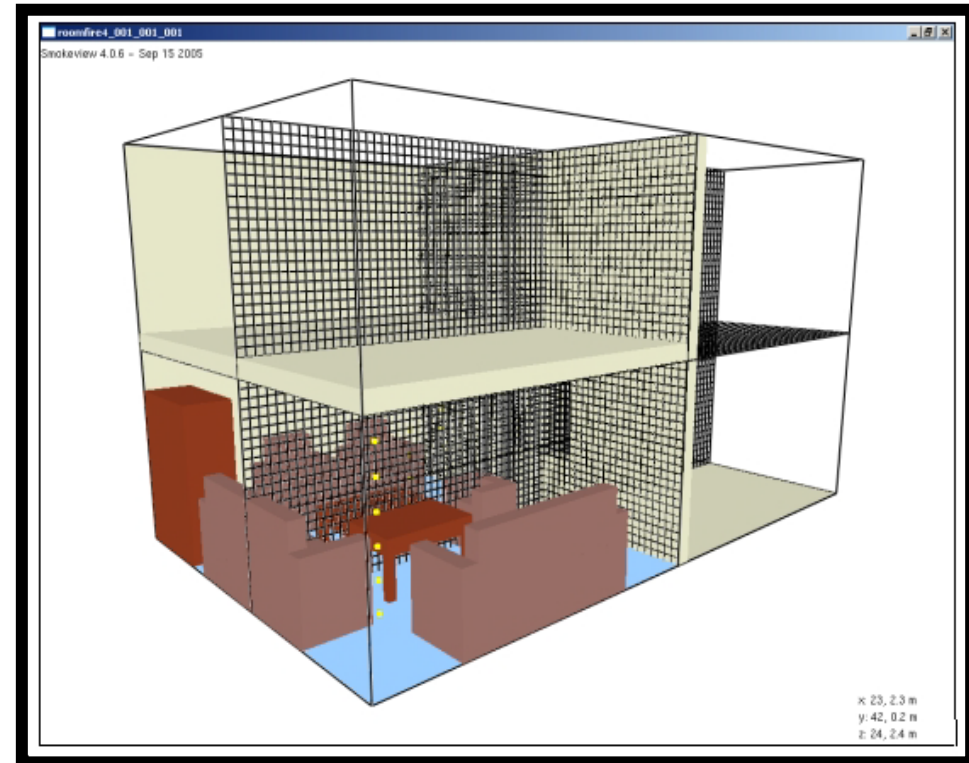 roomfire4_001_001_001
Smokeview 4.0.6 - Sep 15 2005
x: 23, 2.3 m
y: 42, 0.2 m
z: 24, 2.4 m